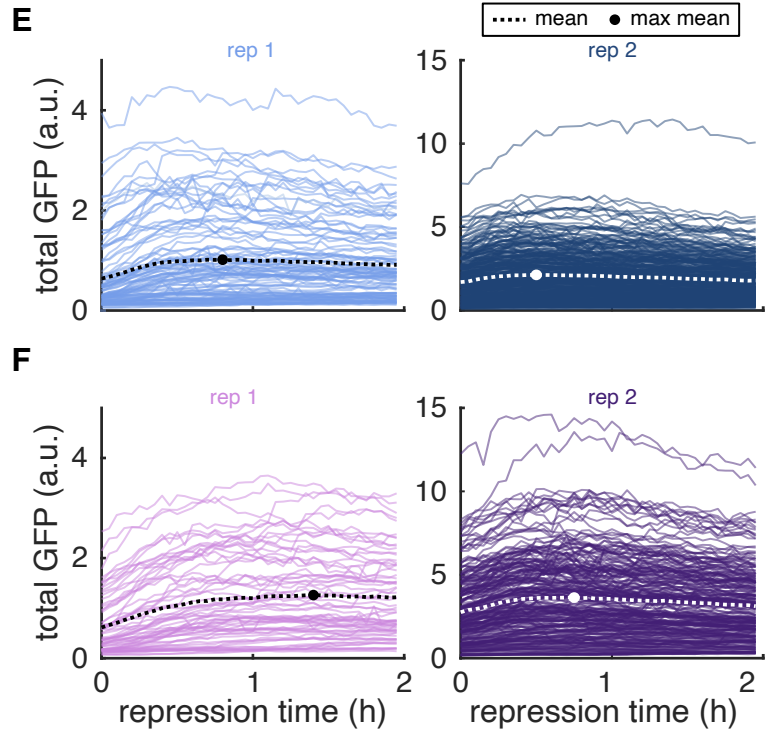 E
mean max mean
rep 1
rep 2
total GFP (a.u.)
4
2
0
15
10
5
0
F
rep 1
rep 2
total GFP (a.u.)
4
2
0
15
10
5
0
0 1 2
0 1 2
repression time (h)
repression time (h)